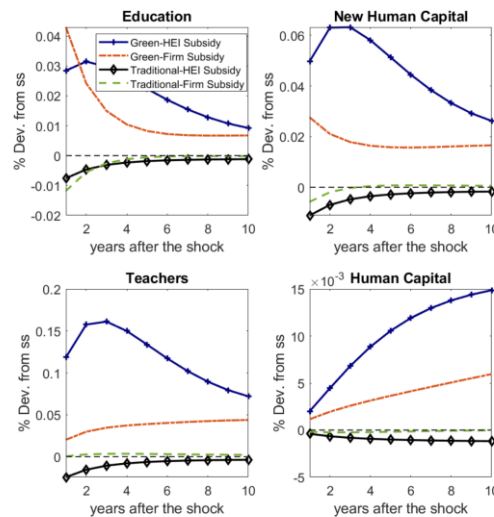 Education
% Dev. from ss
0.04
0.03
0.02
0.01
0
-0.01
-0.02
Green-HEI Subsidy
Green-Firm Subsidy
Traditional-HEI Subsidy
Traditional-Firm Subsidy
2 4 6 8 10
years after the shock
New Human Capital
% Dev. from ss
0.06
0.04
0.02
0
2 4 6 8 10
years after the shock
Teachers
% Dev. from ss
0.2
0.15
0.1
0.05
0
2 4 6 8 10
years after the shock
Human Capital
×10⁻³
% Dev. from ss
15
10
5
0
-5
2 4 6 8 10
years after the shock